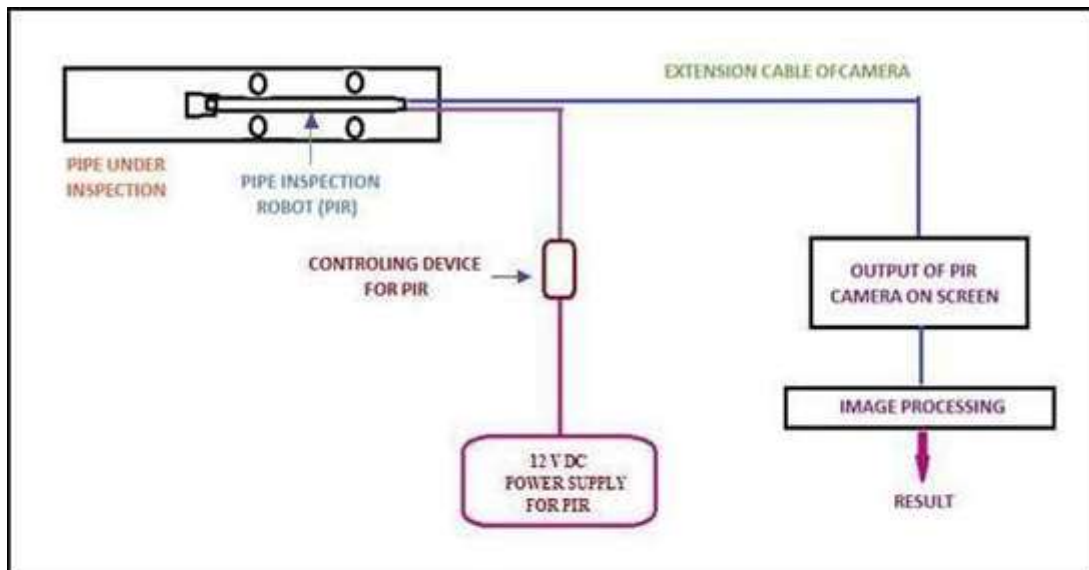 EXTENSION CABLE OFCAMERA
PIPE UNDER
INSPECTION
PIPE INSPECTION
ROBOT (PIR)
CONTROLING DEVICE
FOR PIR
OUTPUT OF PIR
CAMERA ON SCREEN
IMAGE PROCESSING
12 V DC
POWER SUPPLY
FOR PIR
RESULT